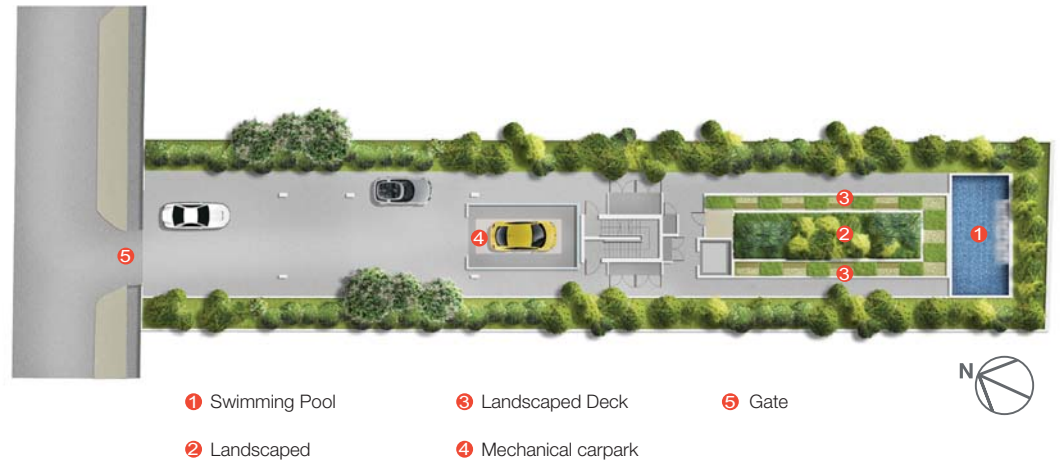 3
4
2
1
5
3
N
1 Swimming Pool
3 Landscaped Deck
5 Gate
2 Landscaped
4 Mechanical carpark